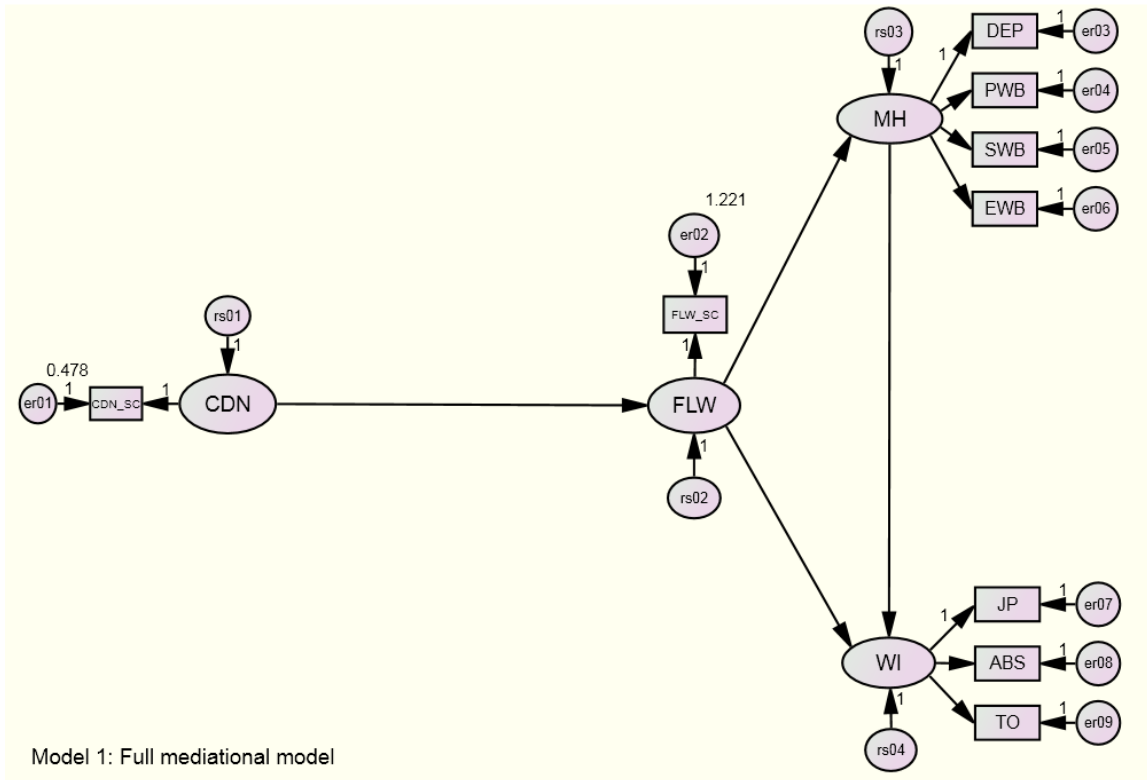 rs03
1
1
DEP
1
er03
MH
PWB
1
er04
SWB
1
er05
EWB
1
er06
1.221
er02
1
FLW_SC
1
rs01
1
0.478
er01
1
CDN_SC
1
CDN
FLW
1
rs02
1
JP
1
er07
WI
ABS
1
er08
TO
1
er09
1
rs04
Model 1: Full mediational model